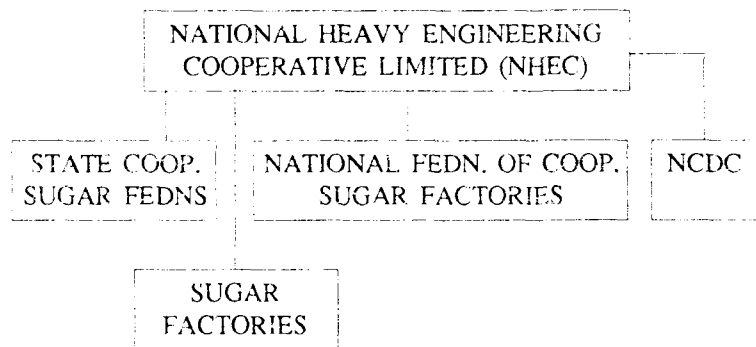 NATIONAL HEAVY ENGINEERING
COOPERATIVE LIMITED (NHEC)
STATE COOP.
SUGAR FEDNS
NATIONAL FEDN. OF COOP.
SUGAR FACTORIES
NCDC
SUGAR
FACTORIES